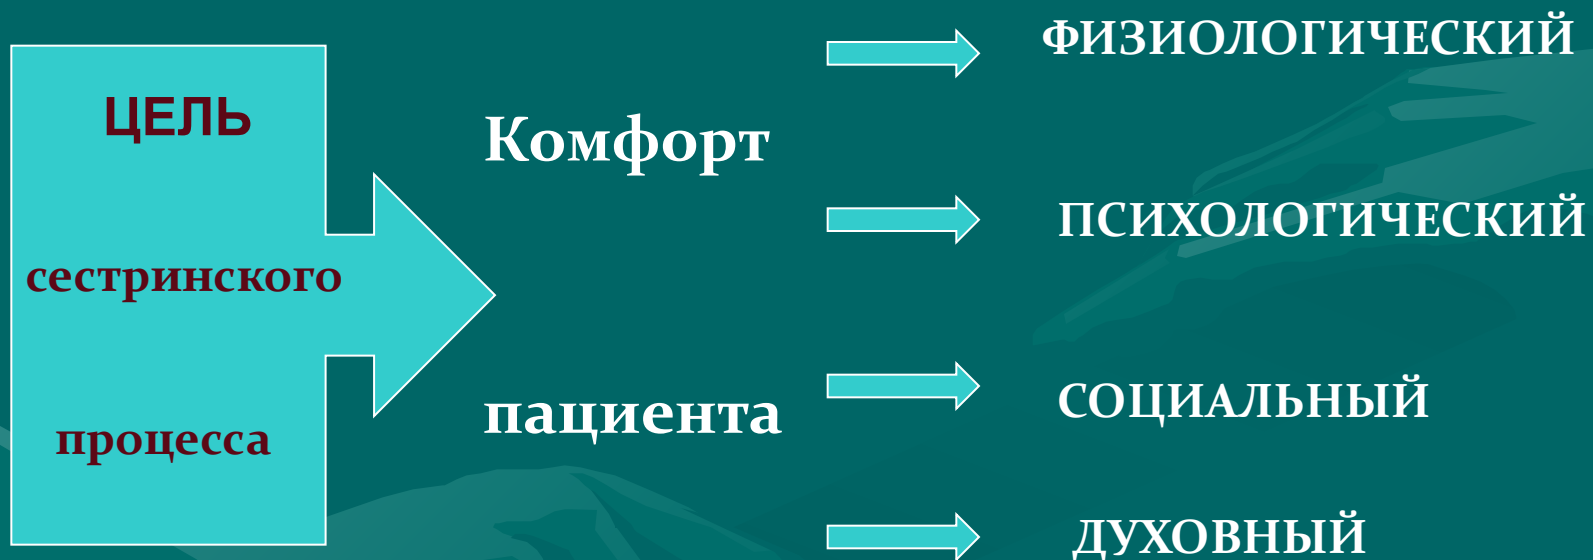 ЦЕЛЬ
сестринского
процесса
Комфорт
пациента
ФИЗИОЛОГИЧЕСКИЙ
ПСИХОЛОГИЧЕСКИЙ
СОЦИАЛЬНЫЙ
ДУХОВНЫЙ